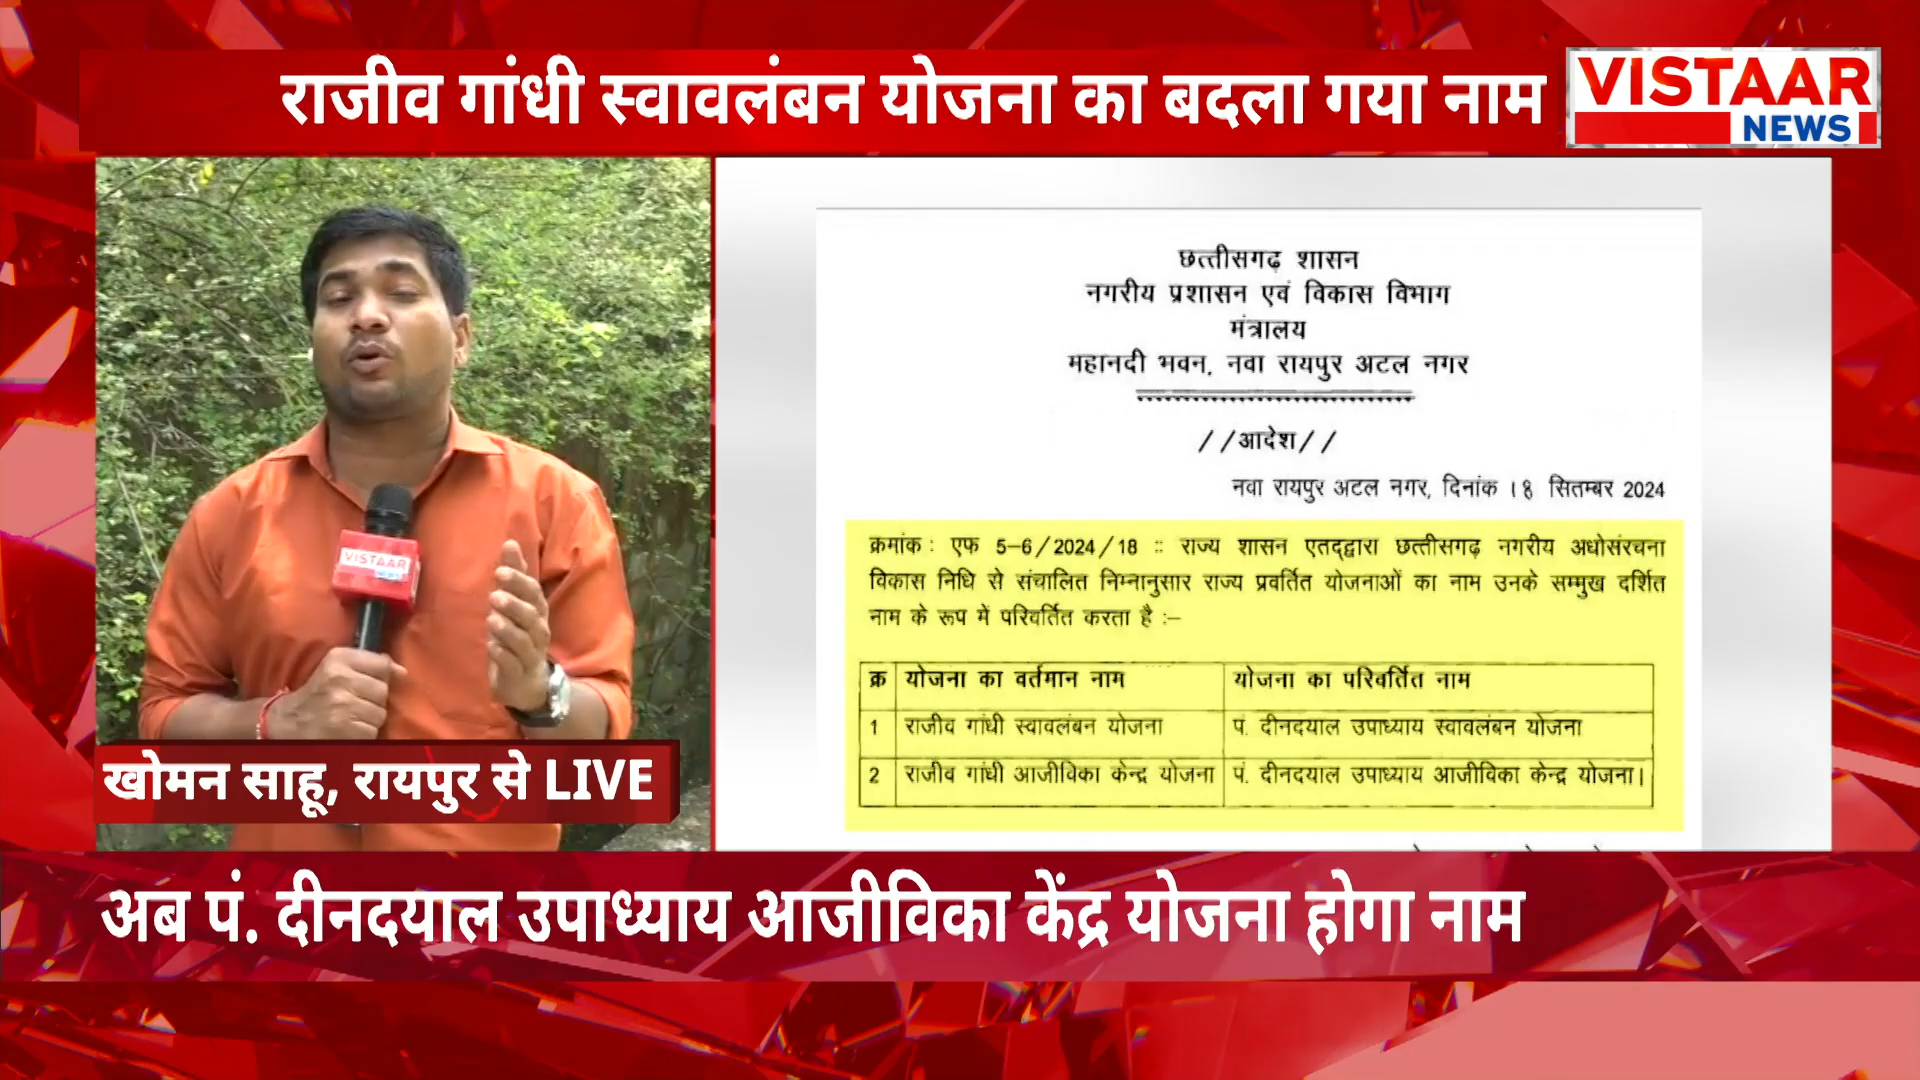 राजीव गांधी स्वावलंबन योजना का बदला गया नाम
VISTAAR
NEWS
छत्तीसगढ़ शासन
नगरीय प्रशासन एवं विकास विभाग
मंत्रालय
महानदी भवन, नवा रायपुर अटल नगर
//आदेश//
नवा रायपुर अटल नगर, दिनांक 18 सितम्बर 2024
क्रमांक : एफ 5-6/2024/18 :: राज्य शासन एतद्द्वारा छत्तीसगढ़ नगरीय अधोसंरचना
विकास निधि से संचालित निम्नानुसार राज्य प्रवर्तित योजनाओं का नाम उनके सम्मुख दर्शित
नाम के रूप में परिवर्तित करता है :–
क्र योजना का वर्तमान नाम योजना का परिवर्तित नाम
1 राजीव गांधी स्वावलंबन योजना पं. दीनदयाल उपाध्याय स्वावलंबन योजना
2 राजीव गांधी आजीविका केन्द्र योजना पं. दीनदयाल उपाध्याय आजीविका केन्द्र योजना।
VISTAAR
NEWS
खोमन साहू, रायपुर से LIVE
अब पं. दीनदयाल उपाध्याय आजीविका केंद्र योजना होगा नाम